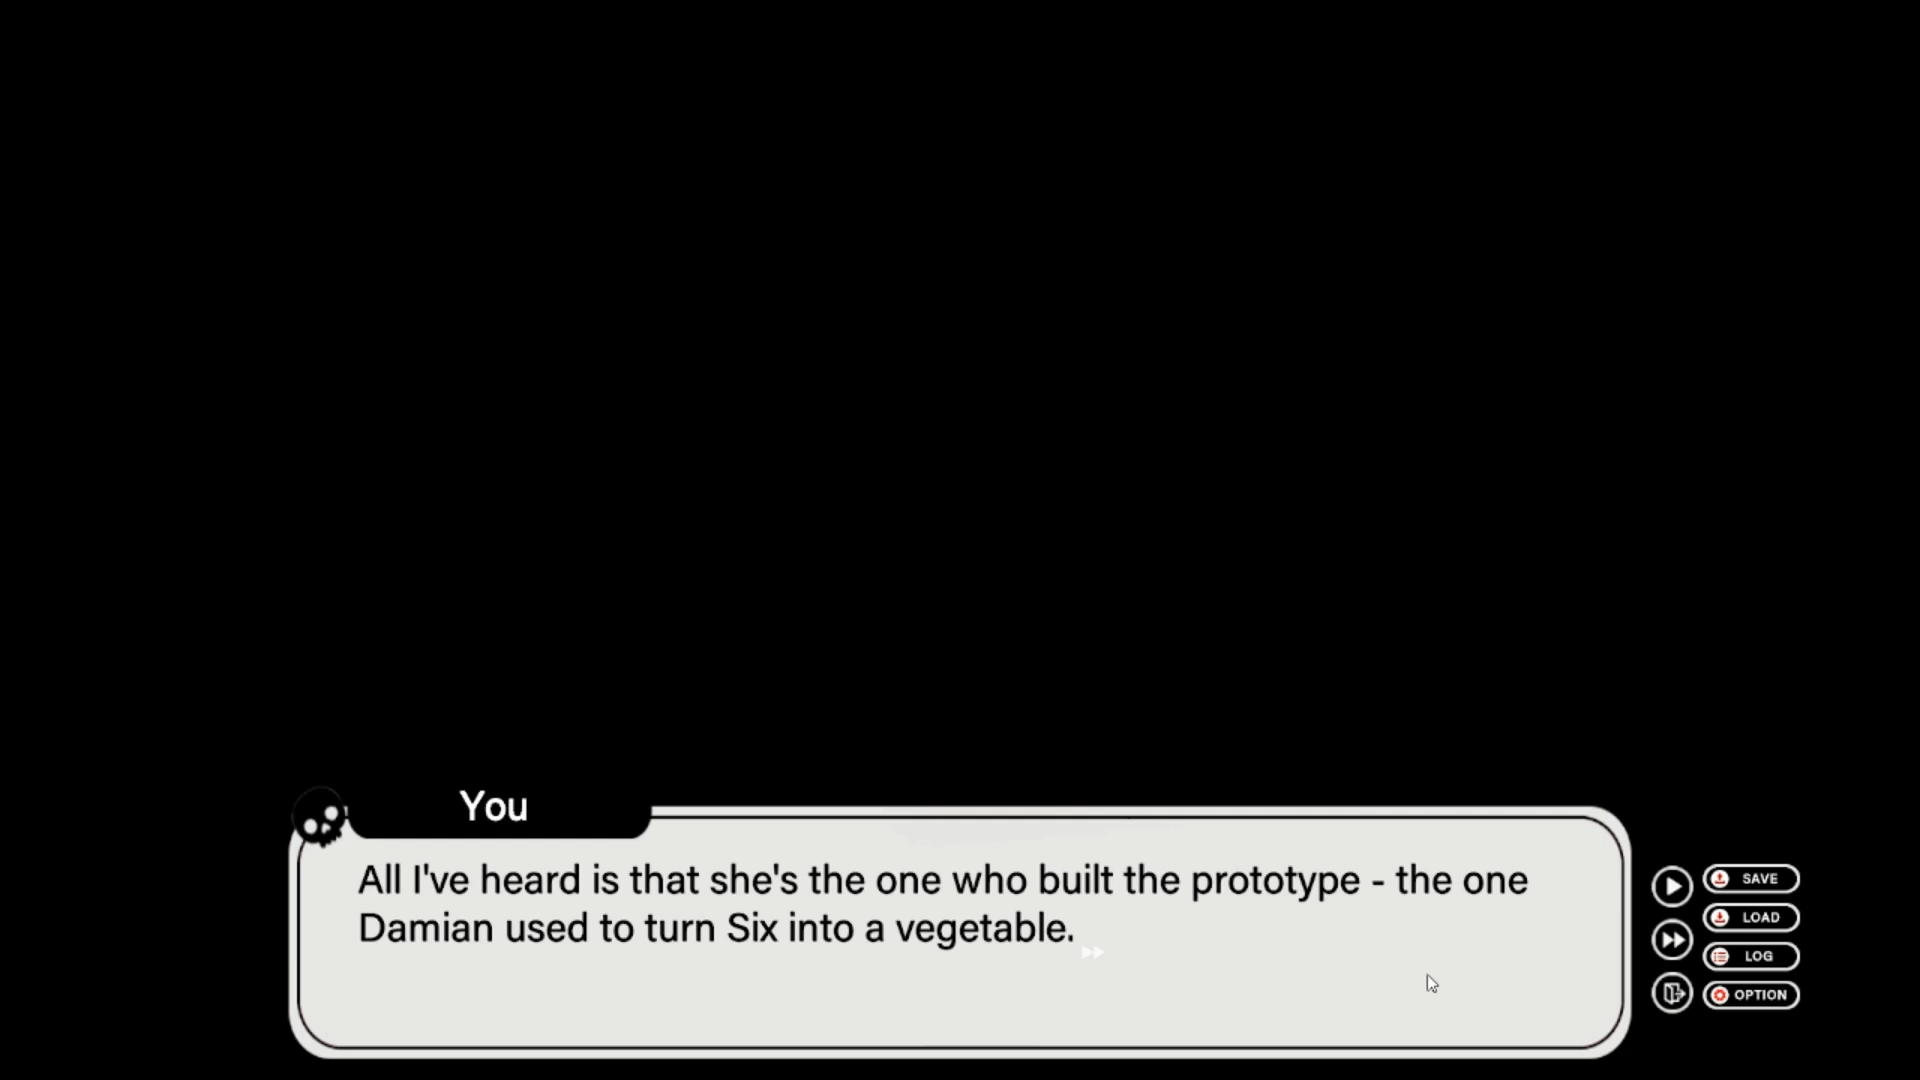 You
All I've heard is that she's the one who built the prototype - the one
Damian used to turn Six into a vegetable.
SAVE
LOAD
LOG
OPTION